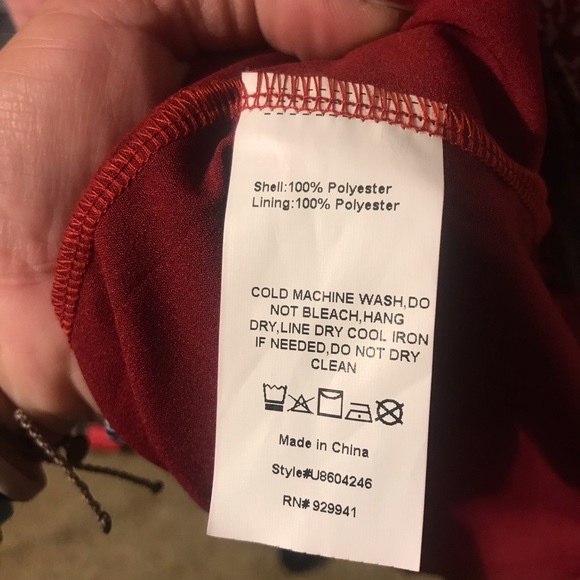 Shell:100% Polyester
Lining:100% Polyester
COLD MACHINE WASH,DO
NOT BLEACH,HANG
DRY,LINE DRY COOL IRON
IF NEEDED,DO NOT DRY
CLEAN
Made in China
Style#U8604246
RN# 929941